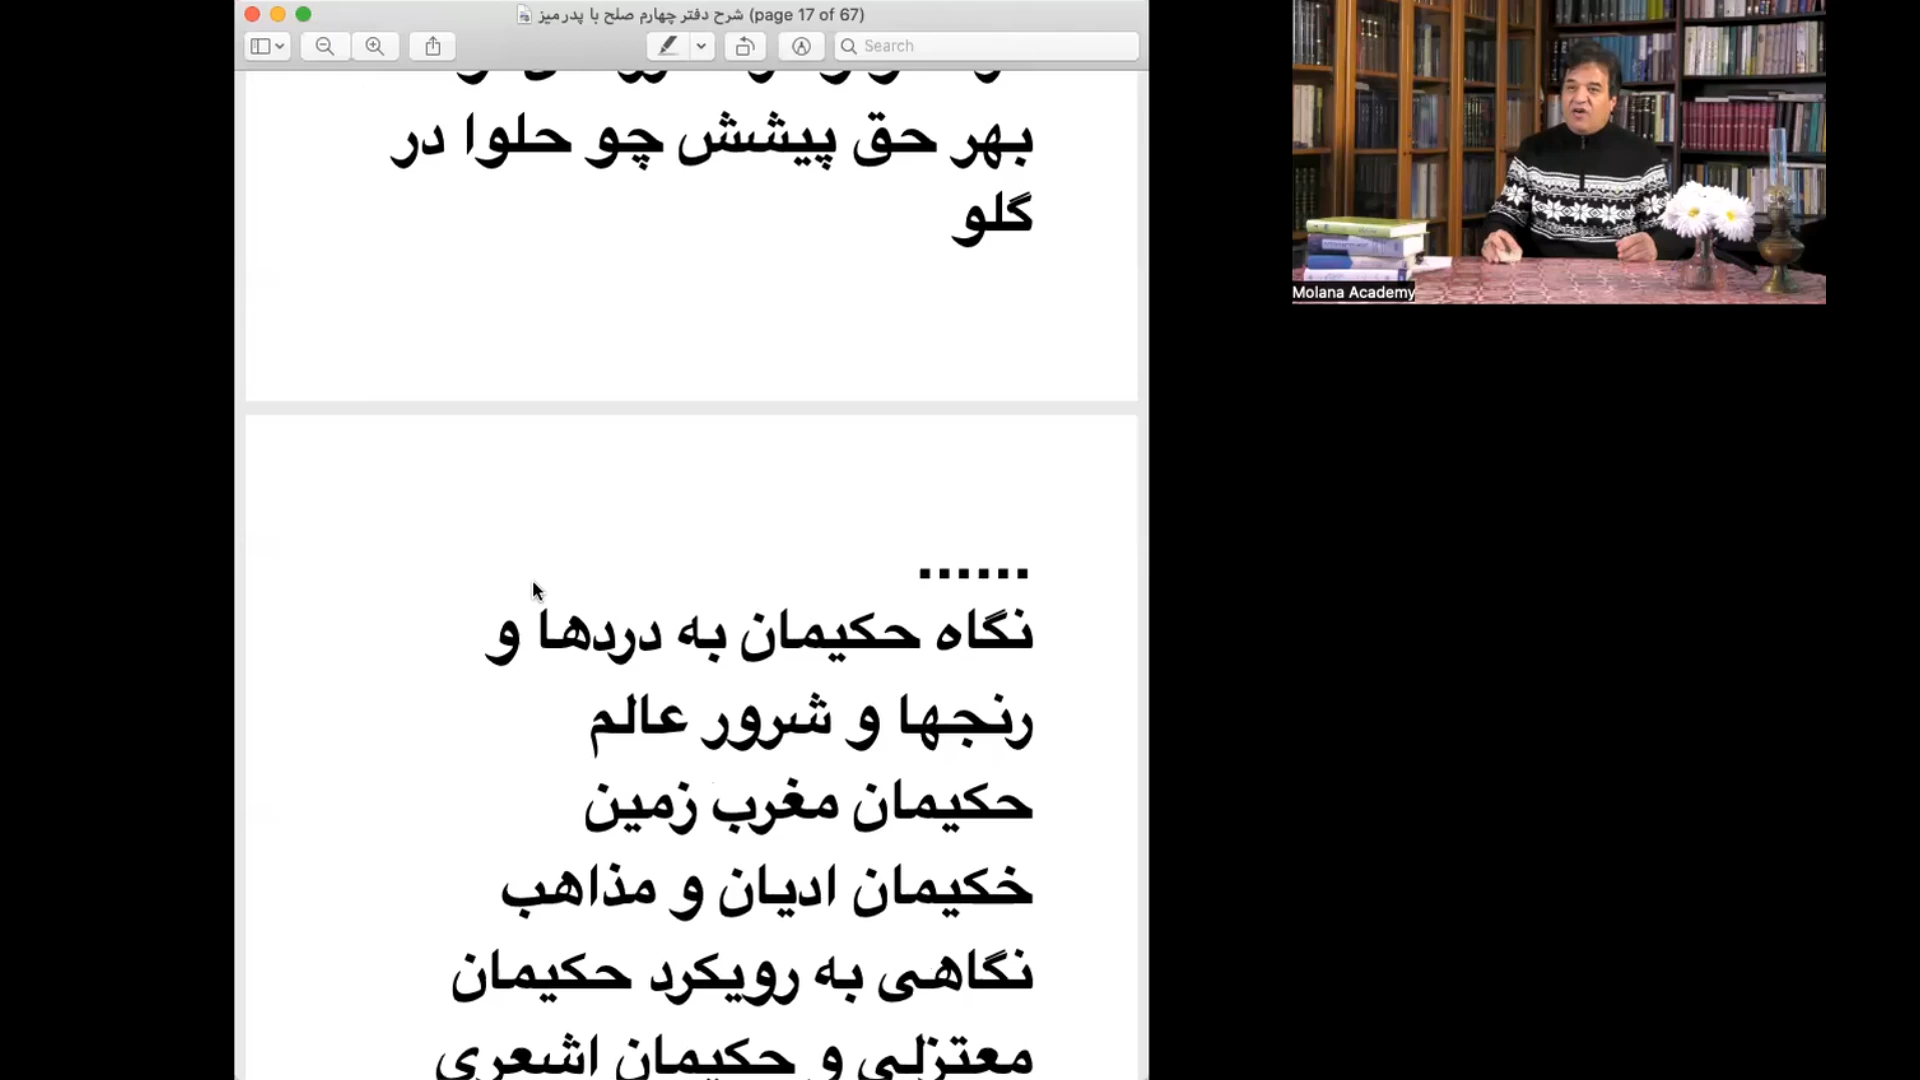 شرح دفتر چهارم صلح با پدر میز (page 17 of 67)
Search
بهر حق پیشش چو حلوا در
گلو
......
نگاه حکیمان به دردها و
رنجها و شرور عالم
حکیمان مغرب زمین
خکیمان ادیان و مذاهب
نگاهی به رویکرد حکیمان
معتزلی و حکیمان اشعری
Molana Academy